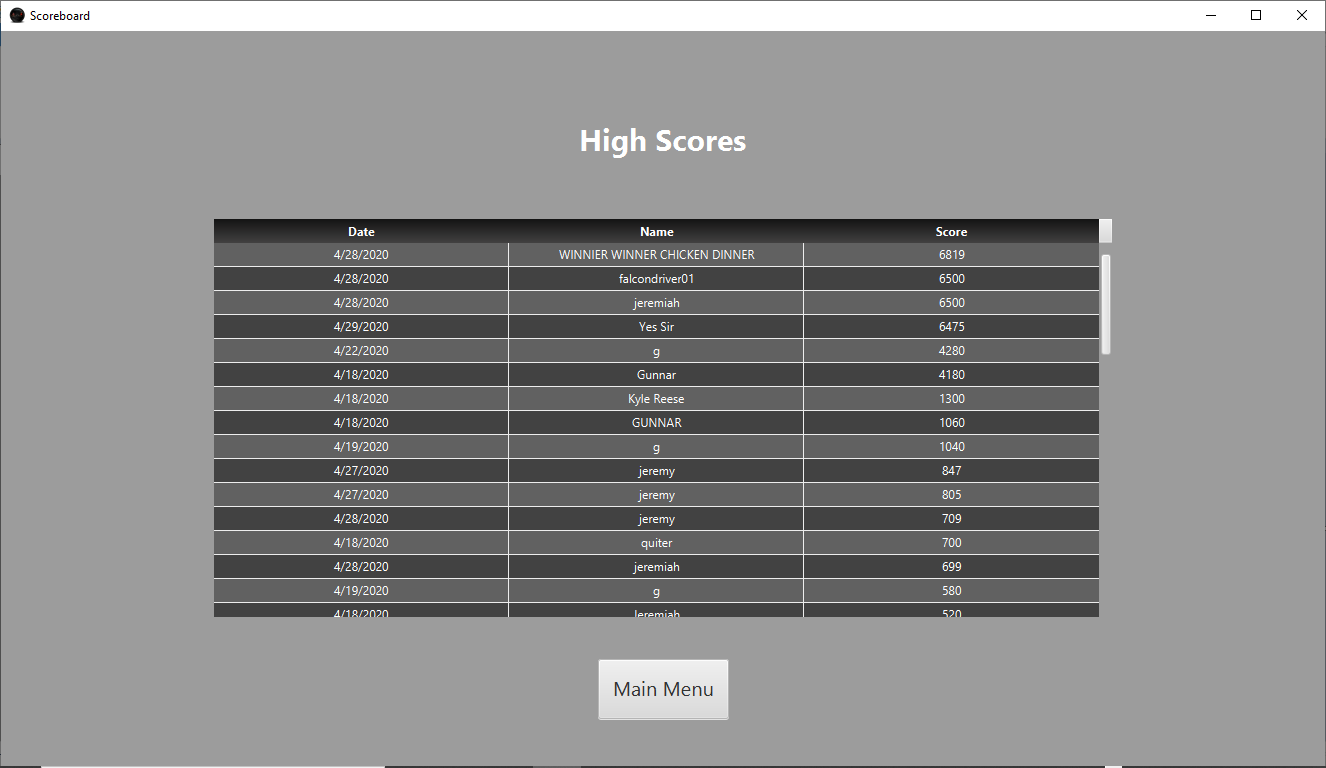 Scoreboard
High Scores
Date Name Score
4/28/2020 WINNIER WINNER CHICKEN DINNER 6819
4/28/2020 falcondriver01 6500
4/28/2020 jeremiah 6500
4/29/2020 Yes Sir 6475
4/22/2020 g 4280
4/18/2020 Gunnar 4180
4/18/2020 Kyle Reese 1300
4/18/2020 GUNNAR 1060
4/19/2020 g 1040
4/27/2020 jeremy 847
4/27/2020 jeremy 805
4/28/2020 jeremy 709
4/18/2020 quiter 700
4/28/2020 jeremiah 699
4/19/2020 g 580
4/18/2020 Jeremiah 520
Main Menu